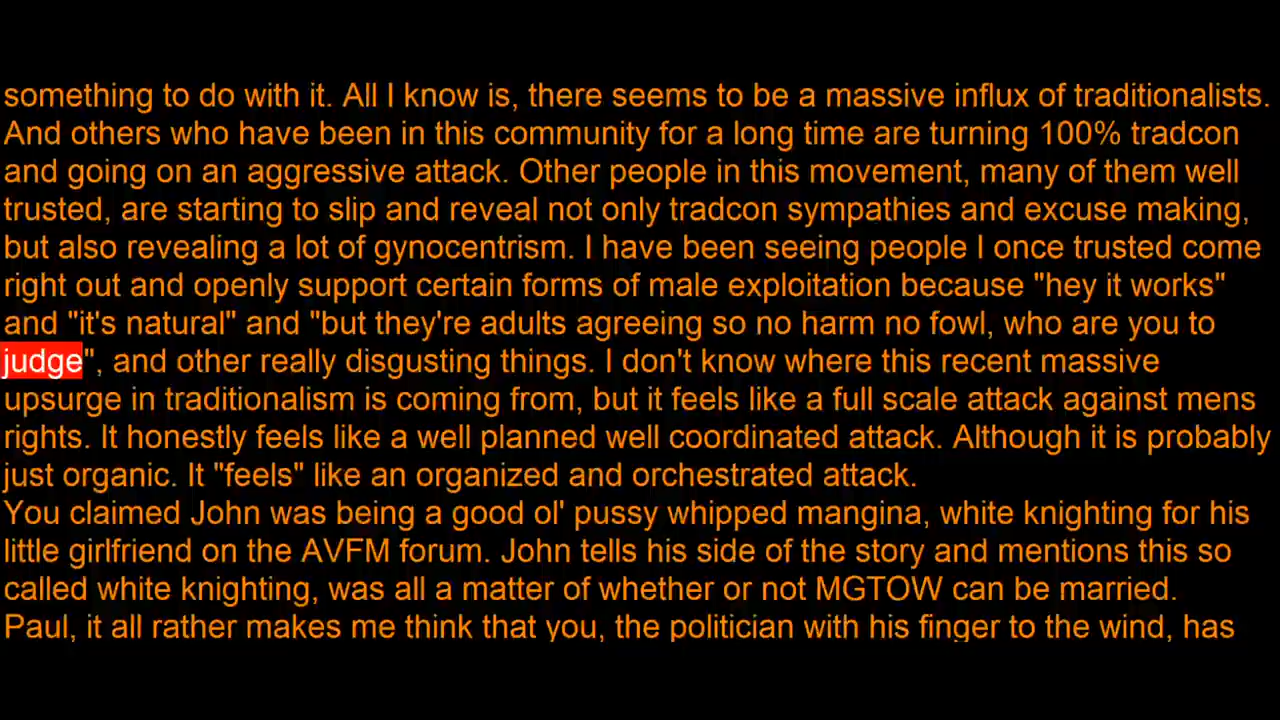 something to do with it. All I know is, there seems to be a massive influx of traditionalists.
And others who have been in this community for a long time are turning 100% tradcon
and going on an aggressive attack. Other people in this movement, many of them well
trusted, are starting to slip and reveal not only tradcon sympathies and excuse making,
but also revealing a lot of gynocentrism. I have been seeing people I once trusted come
right out and openly support certain forms of male exploitation because "hey it works"
and "it's natural" and "but they're adults agreeing so no harm no fowl, who are you to
judge", and other really disgusting things. I don't know where this recent massive
upsurge in traditionalism is coming from, but it feels like a full scale attack against mens
rights. It honestly feels like a well planned well coordinated attack. Although it is probably
just organic. It "feels" like an organized and orchestrated attack.
You claimed John was being a good ol' pussy whipped mangina, white knighting for his
little girlfriend on the AVFM forum. John tells his side of the story and mentions this so
called white knighting, was all a matter of whether or not MGTOW can be married.
Paul, it all rather makes me think that you, the politician with his finger to the wind, has